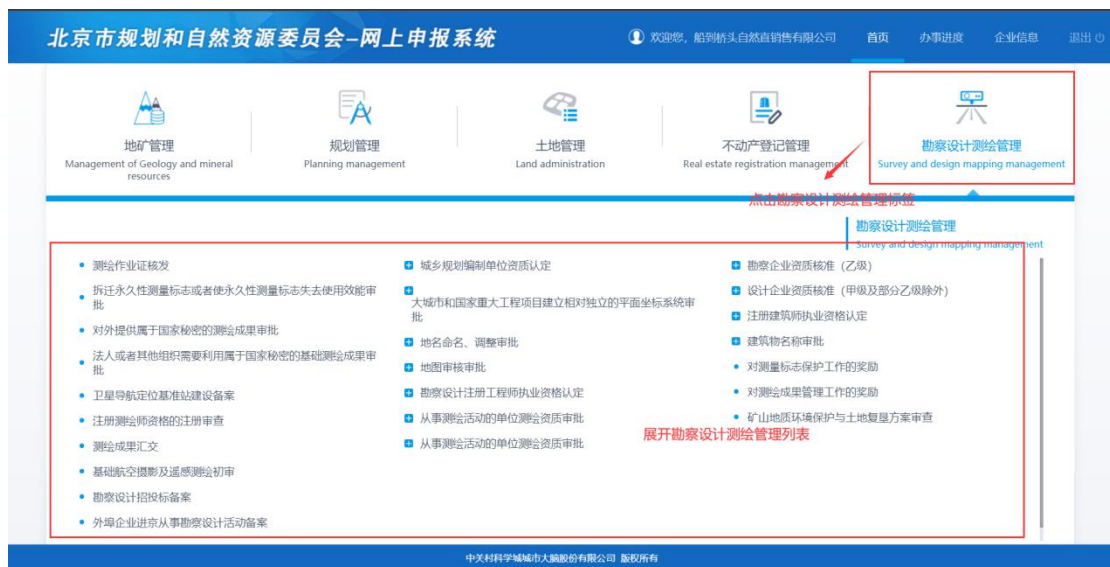 北京市规划和自然资源委员会–网上申报系统
欢迎您，船到桥头自然直销售有限公司
首页
办事进度
企业信息
退出
地矿管理
Management of Geology and mineral
resources
规划管理
Planning management
土地管理
Land administration
不动产登记管理
Real estate registration management
勘察设计测绘管理
Survey and design mapping management
点击勘察设计测绘管理标签
勘察设计测绘管理
Survey and design mapping management
测绘作业证核发
拆迁永久性测量标志或者使永久性测量标志失去使用效能审
批
对外提供属于国家秘密的测绘成果审批
法人或者其他组织需要利用属于国家秘密的基础测绘成果审
批
卫星导航定位基准站建设备案
注册测绘师资格的注册审查
测绘成果汇交
基础航空摄影及遥感测绘初审
勘察设计招投标备案
外埠企业进京从事勘察设计活动备案
城乡规划编制单位资质认定
大城市和国家重大工程项目建立相对独立的平面坐标系统审
批
地名命名、调整审批
地图审核审批
勘察设计注册工程师执业资格认定
从事测绘活动的单位测绘资质审批
从事测绘活动的单位测绘资质审批
勘察企业资质核准（乙级）
设计企业资质核准（甲级及部分乙级除外）
注册建筑师执业资格认定
建筑物名称审批
对测量标志保护工作的奖励
对测绘成果管理工作的奖励
矿山地质环境保护与土地复垦方案审查
展开勘察设计测绘管理列表
中关村科学城城市大脑股份有限公司 版权所有